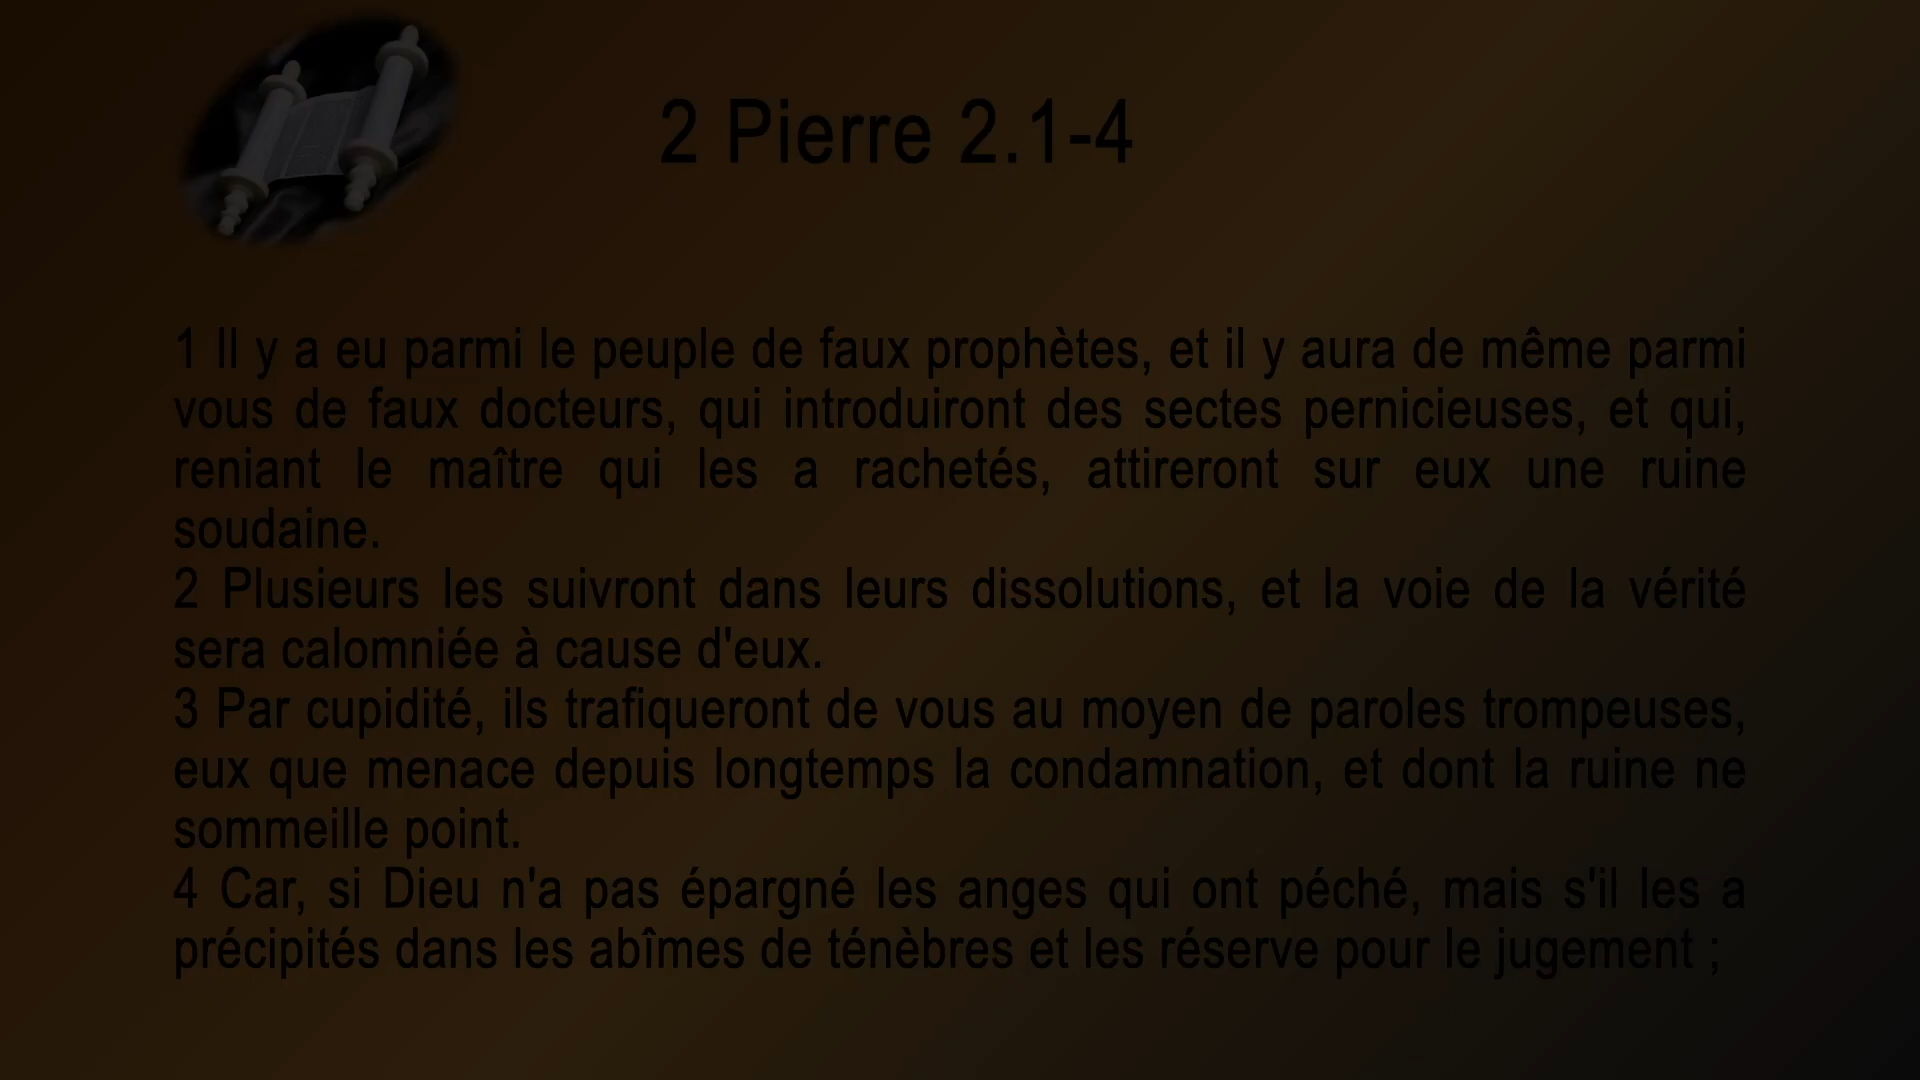 2 Pierre 2.1-4
1 Il y a eu parmi le peuple de faux prophètes, et il y aura de même parmi
vous de faux docteurs, qui introduiront des sectes pernicieuses, et qui,
reniant le maître qui les a rachetés, attireront sur eux une ruine
soudaine.
2 Plusieurs les suivront dans leurs dissolutions, et la voie de la vérité
sera calomniée à cause d'eux.
3 Par cupidité, ils trafiqueront de vous au moyen de paroles trompeuses,
eux que menace depuis longtemps la condamnation, et dont la ruine ne
sommeille point.
4 Car, si Dieu n'a pas épargné les anges qui ont péché, mais s'il les a
précipités dans les abîmes de ténèbres et les réserve pour le jugement ;